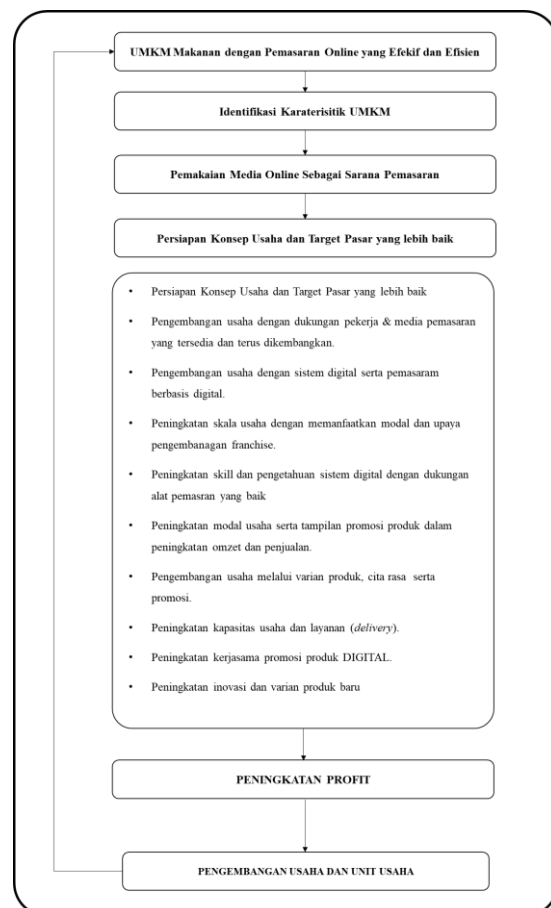 UMKM Makanan dengan Pemasaran Online yang Efekif dan Efisien
Identifikasi Karaterisitik UMKM
Pemakaian Media Online Sebagai Sarana Pemasaran
Persiapan Konsep Usaha dan Target Pasar yang lebih baik
• Persiapan Konsep Usaha dan Target Pasar yang lebih baik
• Pengembangan usaha dengan dukungan pekerja & media pemasaran
yang tersedia dan terus dikembangkan.
• Pengembangan usaha dengan sistem digital serta pemasaram
berbasis digital.
• Peningkatan skala usaha dengan memanfaatkan modal dan upaya
pengembanagan franchise.
• Peningkatan skill dan pengetahuan sistem digital dengan dukungan
alat pemasran yang baik
• Peningkatan modal usaha serta tampilan promosi produk dalam
peningkatan omzet dan penjualan.
• Pengembangan usaha melalui varian produk, cita rasa serta
promosi.
• Peningkatan kapasitas usaha dan layanan (delivery).
• Peningkatan kerjasama promosi produk DIGITAL.
• Peningkatan inovasi dan varian produk baru
PENINGKATAN PROFIT
PENGEMBANGAN USAHA DAN UNIT USAHA